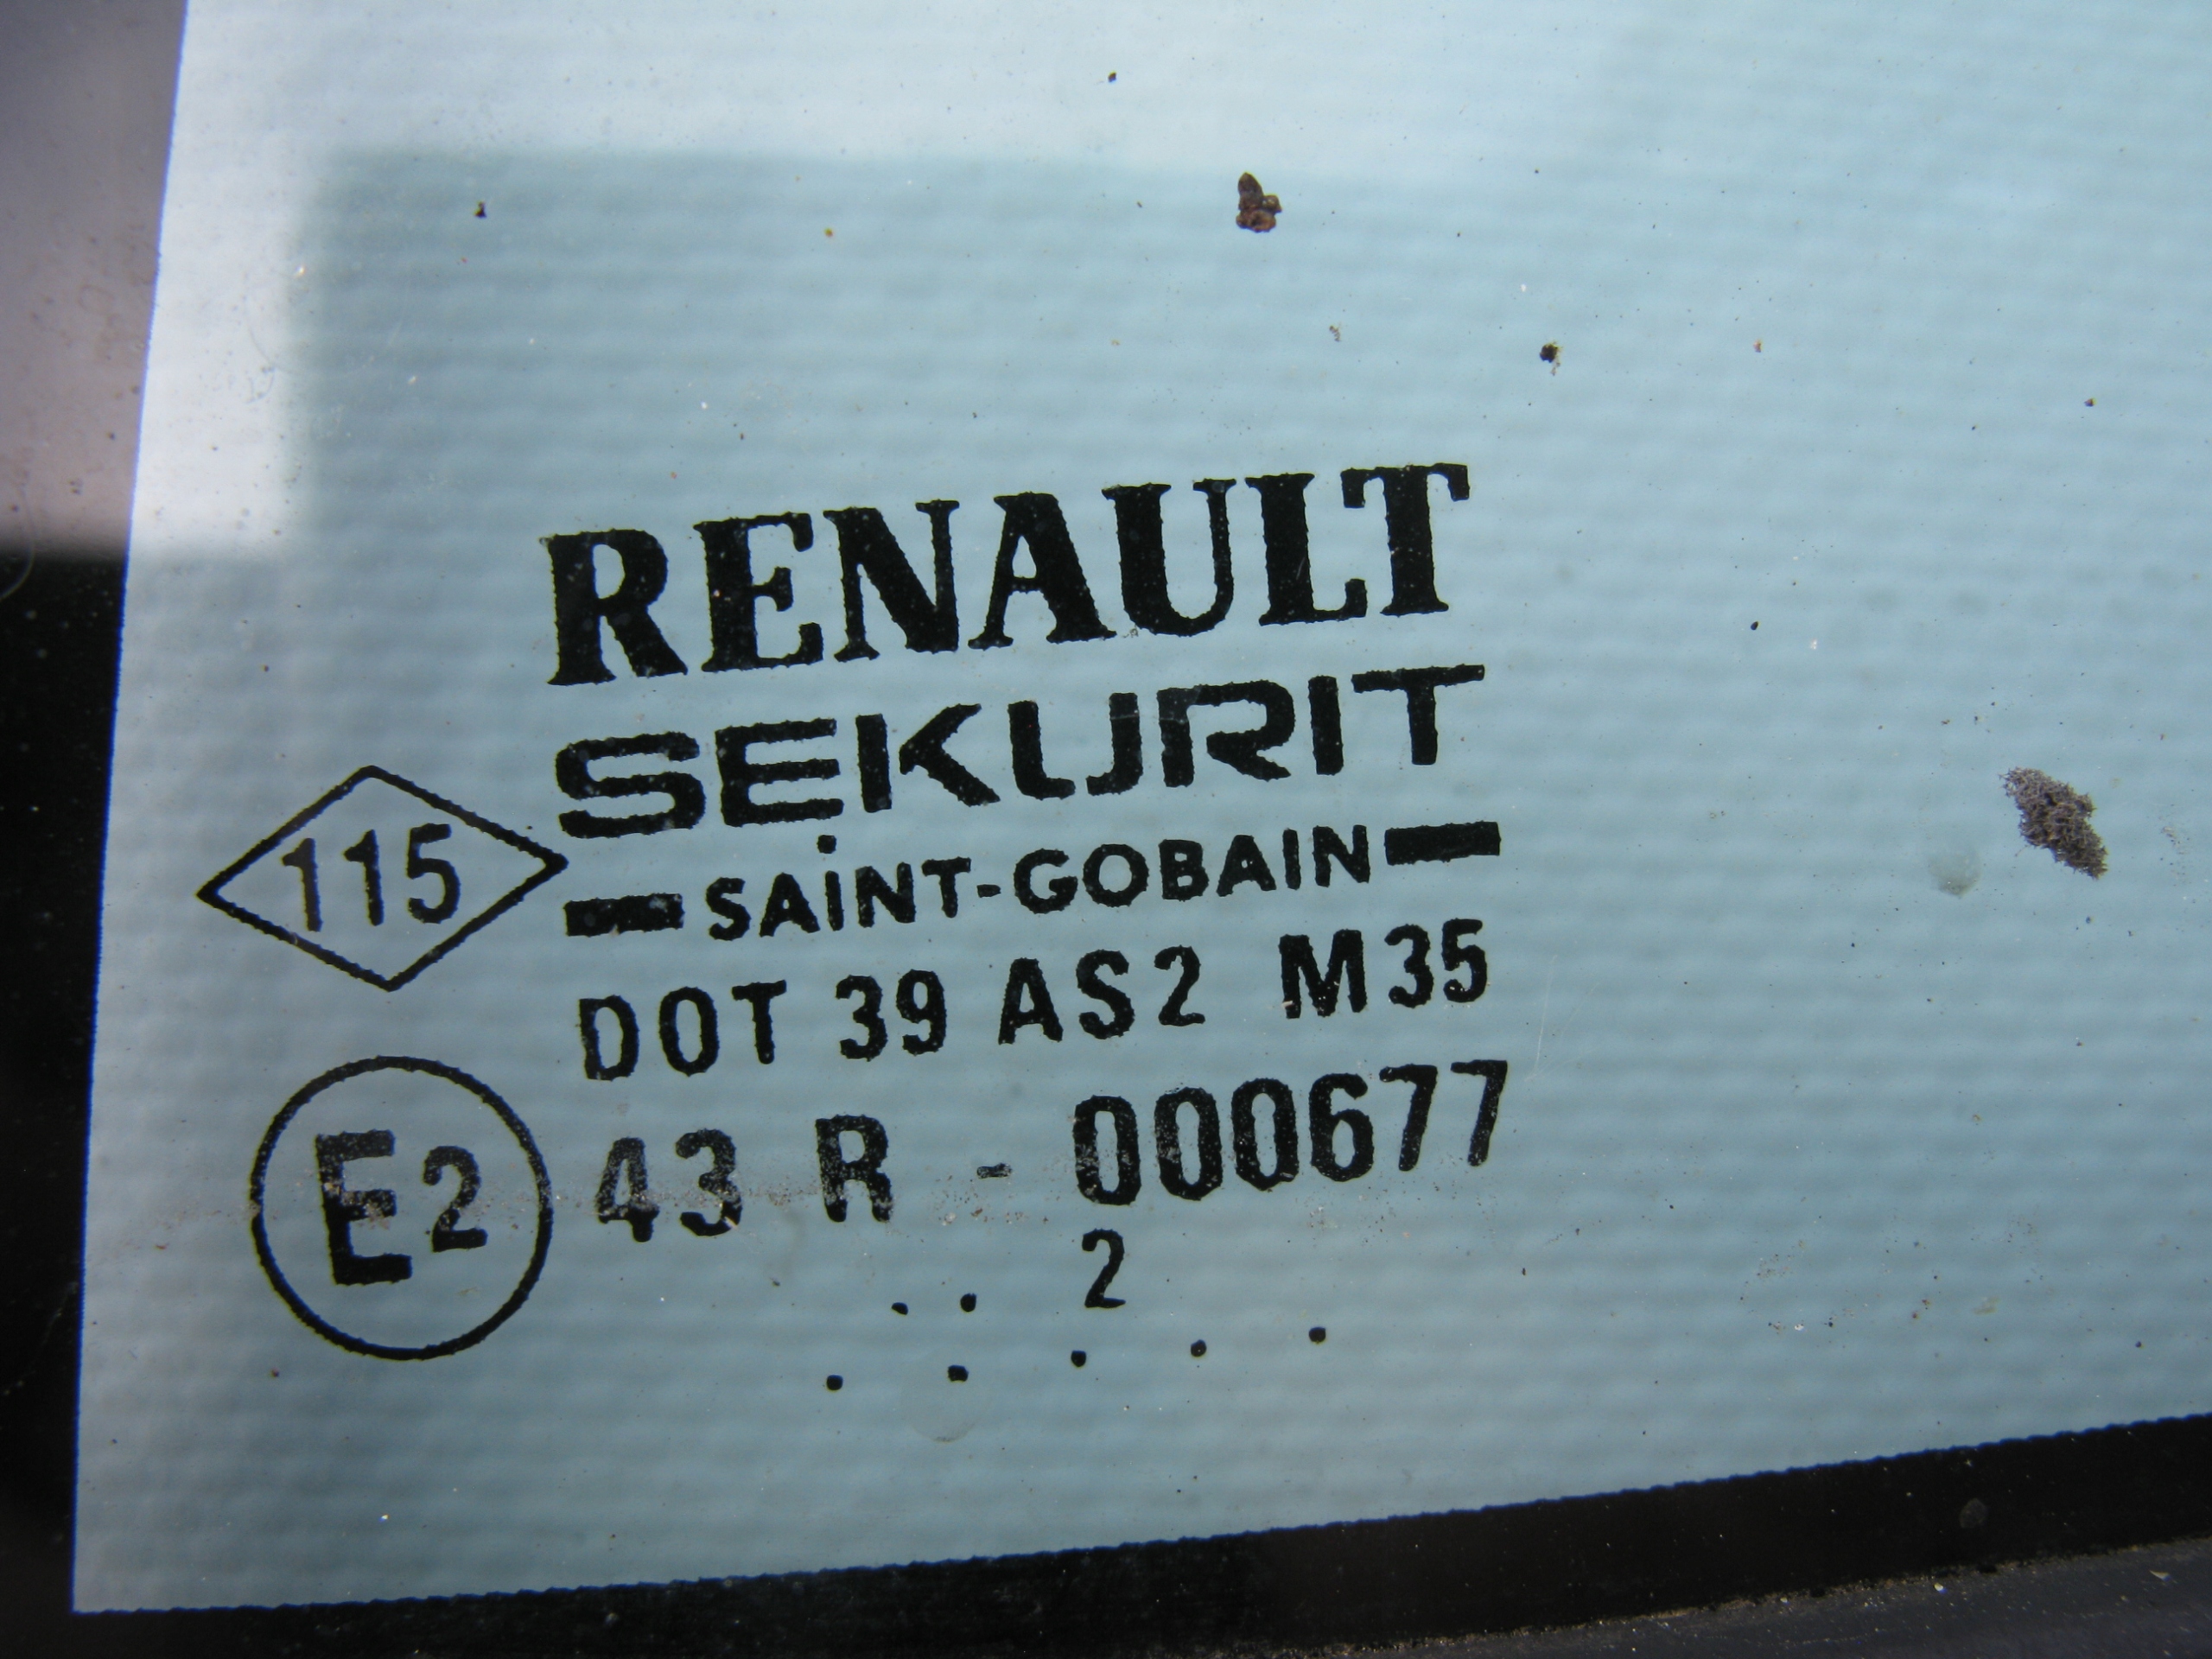 RENAULT
SEKURIT
115
SAINT-GOBAIN
DOT 39 AS2 M35
E2 43 R - 000677
2